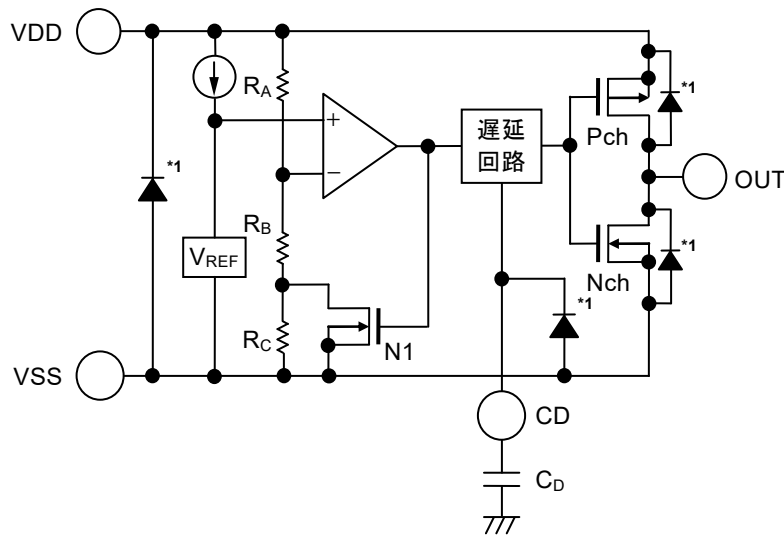 VDD
*1
RA
+
−
遅延
回路
*1
Pch
OUT
RB
VREF
*1
Nch
*1
RC
N1
VSS
CD
CD